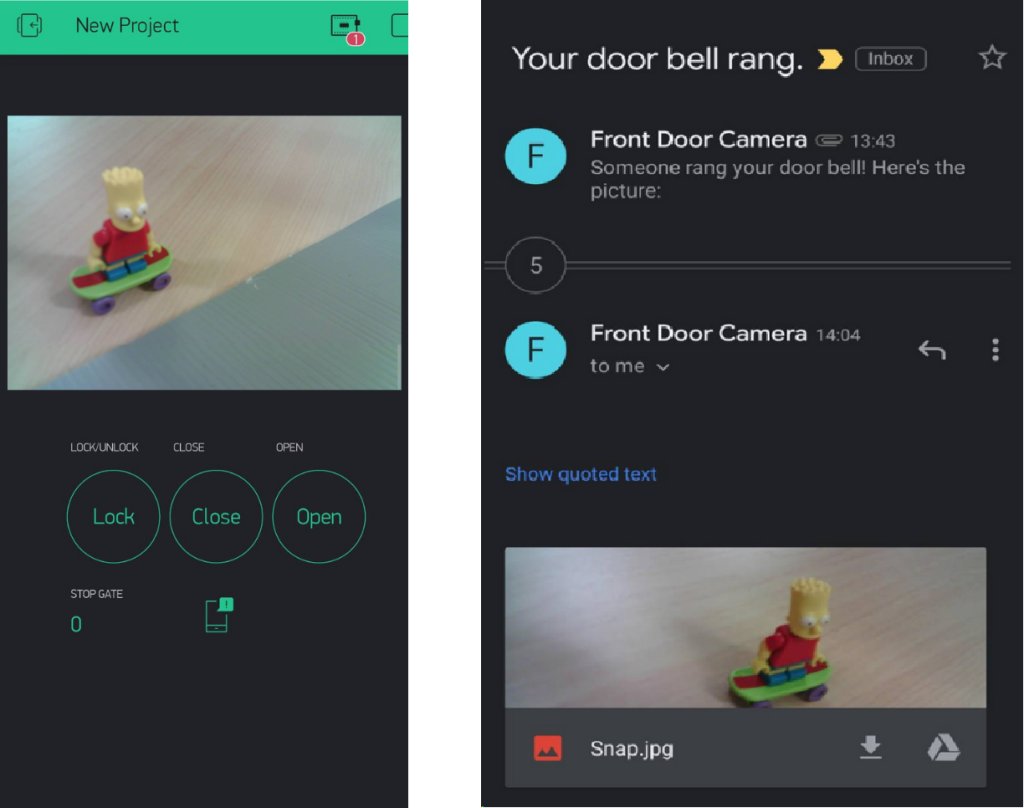 New Project
1
LOCK/UNLOCK CLOSE OPEN
Lock Close Open
STOP GATE
0
Your door bell rang. Inbox
F
Front Door Camera 13:43
Someone rang your door bell! Here's the
picture:
5
F
Front Door Camera 14:04
to me
Show quoted text
Snap.jpg